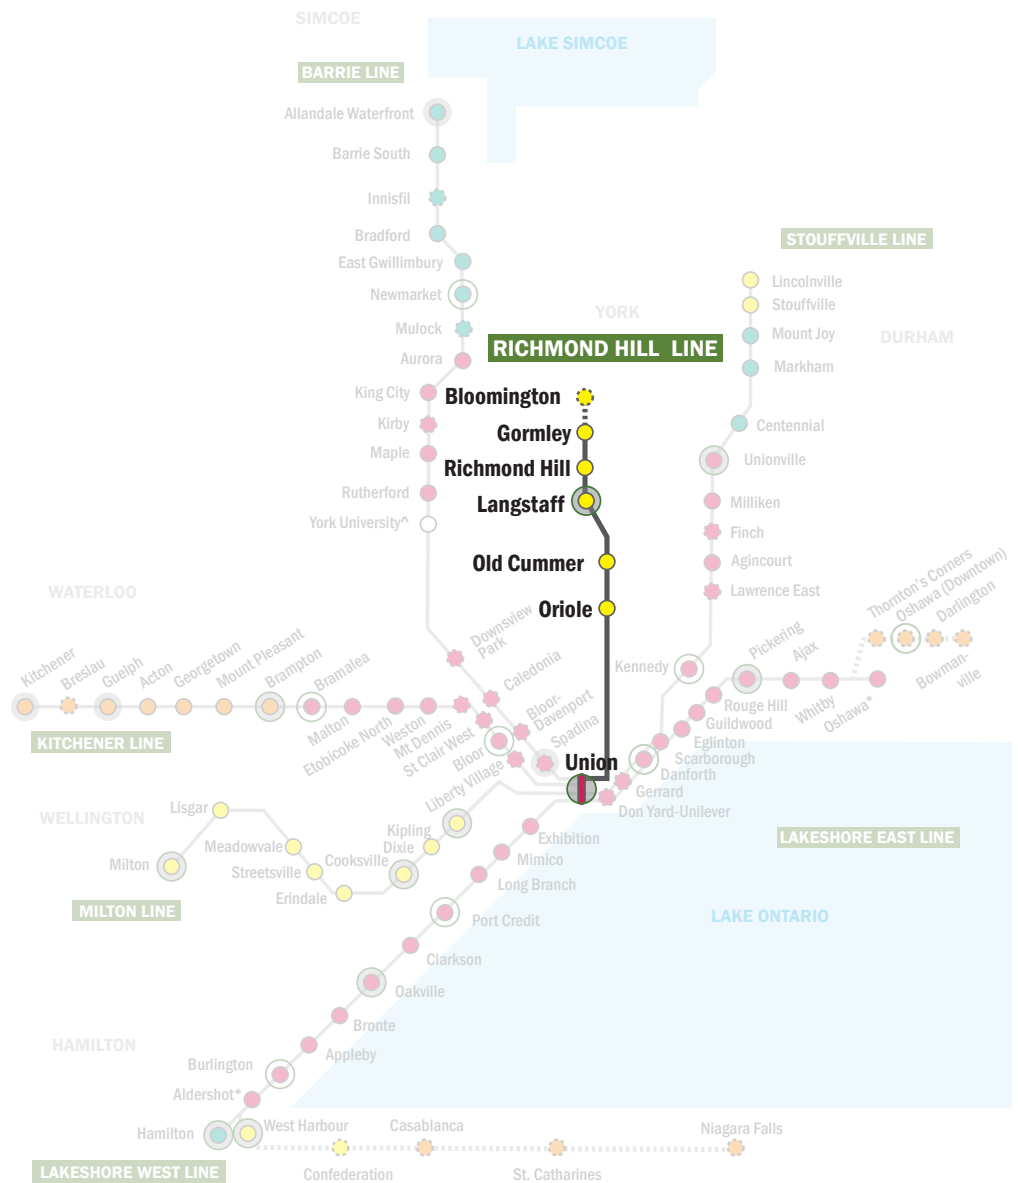 SIMCOE
LAKE SIMCOE
BARRIE LINE
Allandale Waterfront
Barrie South
Innisfil
Bradford
East Gwillimbury
Newmarket
Mulock
Aurora
King City
Kirby
Maple
Rutherford
York University^
Downsview
Park
Caledonia
Bloor-
Davenport
Spadina
STOUFFVILLE LINE
Lincolnville
Stouffville
Mount Joy
Markham
Centennial
Unionville
Milliken
Finch
Agincourt
Lawrence East
Kennedy
YORK
DURHAM
RICHMOND HILL LINE
Bloomington
Gormley
Richmond Hill
Langstaff
Old Cummer
Oriole
Union
WATERLOO
Kitchener
Breslau
Guelph
Acton
Georgetown
Mount Pleasant
Brampton
Bramalea
Malton
Etobicoke North
Weston
Mt Dennis
St Clair West
Bloor
Liberty Village
KITCHENER LINE
Thornton's Corners
Oshawa (Downtown)
Darlington
Bowman-
ville
Pickering
Ajax
Whitby
Oshawa*
Rouge Hill
Guildwood
Eglinton
Scarborough
Danforth
Gerrard
Don Yard-Unilever
LAKESHORE EAST LINE
WELLINGTON
Lisgar
Milton
Meadowvale
Streetsville
Erindale
Cooksville
Dixie
Kipling
MILTON LINE
LAKE ONTARIO
Exhibition
Mimico
Long Branch
Port Credit
Clarkson
Oakville
Bronte
Appleby
Burlington
Aldershot*
HAMILTON
Hamilton
West Harbour
Confederation
Casablanca
St. Catharines
Niagara Falls
LAKESHORE WEST LINE